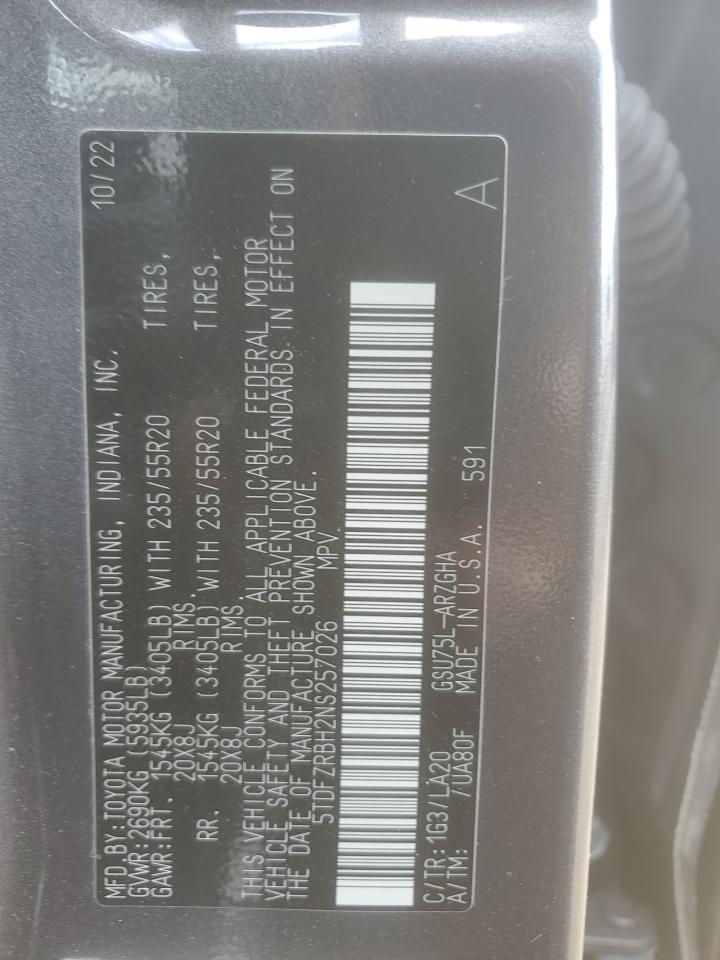 MFD.BY:TOYOTA MOTOR MANUFACTURING, INDIANA, INC. 10/22
GVWR:2690KG (5935LB)
GAWR:FRT. 1545KG (3405LB) WITH 235/55R20 TIRES,
20X8J RIMS,
RR. 1545KG (3405LB) WITH 235/55R20 TIRES,
20X8J RIMS.
THIS VEHICLE CONFORMS TO ALL APPLICABLE FEDERAL MOTOR
VEHICLE SAFETY AND THEFT PREVENTION STANDARDS IN EFFECT ON
THE DATE OF MANUFACTURE SHOWN ABOVE.
5TDFZRBH2NS257026 MPV
C/TR:1G3/LA20 GSU75L-ARZGHA
A/TM: /UA80F MADE IN U.S.A. 591 A